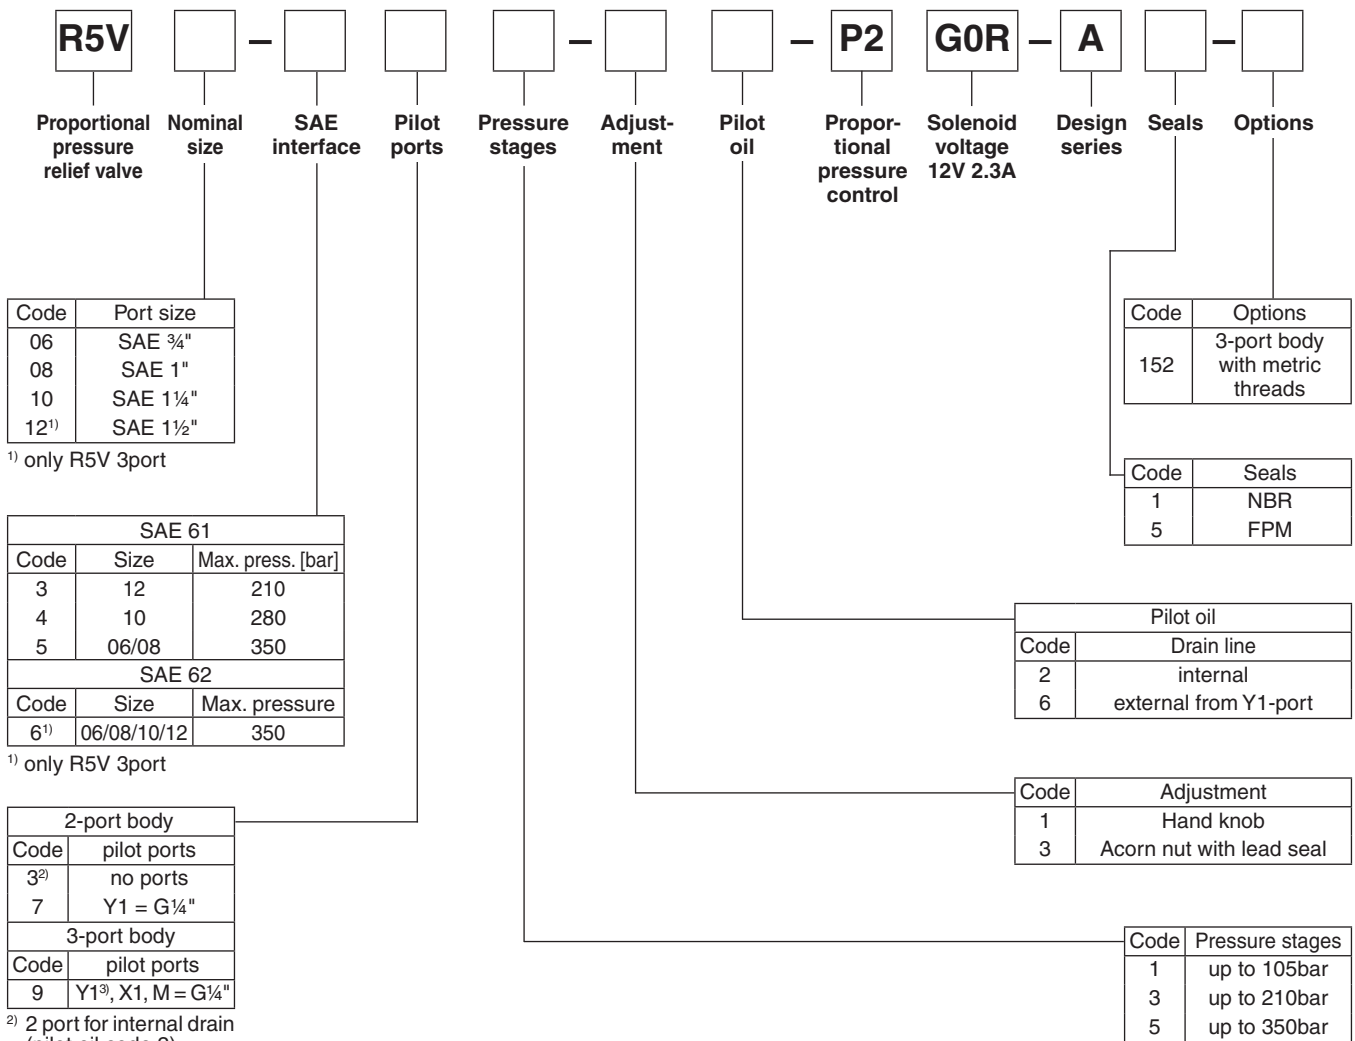 R5V – – – P2 G0R – A –
Proportional pressure relief valve
Nominal size
SAE interface
Pilot ports
Pressure stages
Adjust-
ment
Pilot oil
Propor-
tional pressure control
Solenoid voltage 12V 2.3A
Design series
Seals
Options
Code Port size
06 SAE ¾"
08 SAE 1"
10 SAE 1¼"
12¹⁾ SAE 1½"
¹⁾ only R5V 3port
SAE 61
Code Size Max. press. [bar]
3 12 210
4 10 280
5 06/08 350
SAE 62
Code Size Max. pressure
6¹⁾ 06/08/10/12 350
¹⁾ only R5V 3port
2-port body
Code pilot ports
3²⁾ no ports
7 Y1 = G¼"
3-port body
Code pilot ports
9 Y1³⁾, X1, M = G¼"
²⁾ 2 port for internal drain
Code Options
152 3-port body with metric threads
Code Seals
1 NBR
5 FPM
Pilot oil
Code Drain line
2 internal
6 external from Y1-port
Code Adjustment
1 Hand knob
3 Acorn nut with lead seal
Code Pressure stages
1 up to 105bar
3 up to 210bar
5 up to 350bar